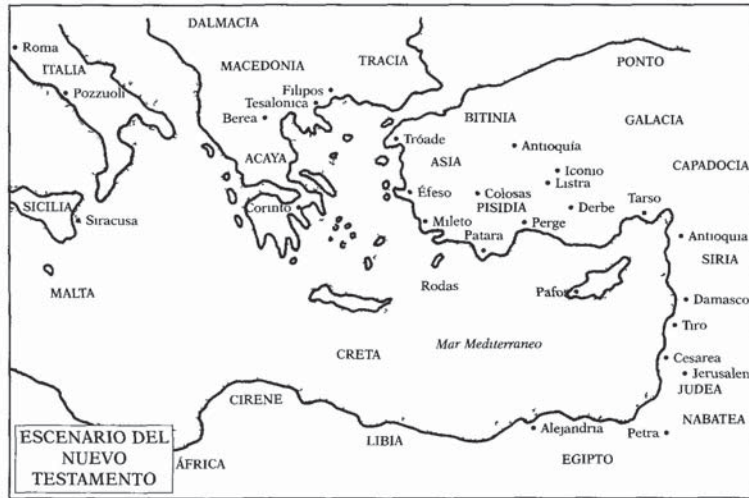 DALMACIA
Roma
ITALIA
MACEDONIA
TRACIA
PONTO
Pozzuoli
Filipos
Tesalonica
Berea
BITINIA
GALACIA
Tróade
Antioquía
ACAYA
ASIA
CAPADOCIA
Iconio
Listra
Éfeso
Colosas
SICILIA
Siracusa
Corinto
PISIDIA
Derbe
Tarso
Mileto
Perge
Patara
Antioquia
SIRIA
MALTA
Rodas
Pafos
Damasco
Tiro
CRETA
Mar Mediterraneo
Cesarea
Jerusalen
JUDEA
CIRENE
NABATEA
ESCENARIO DEL
NUEVO
TESTAMENTO
ÁFRICA
LIBIA
Alejandria
Petra
EGIPTO